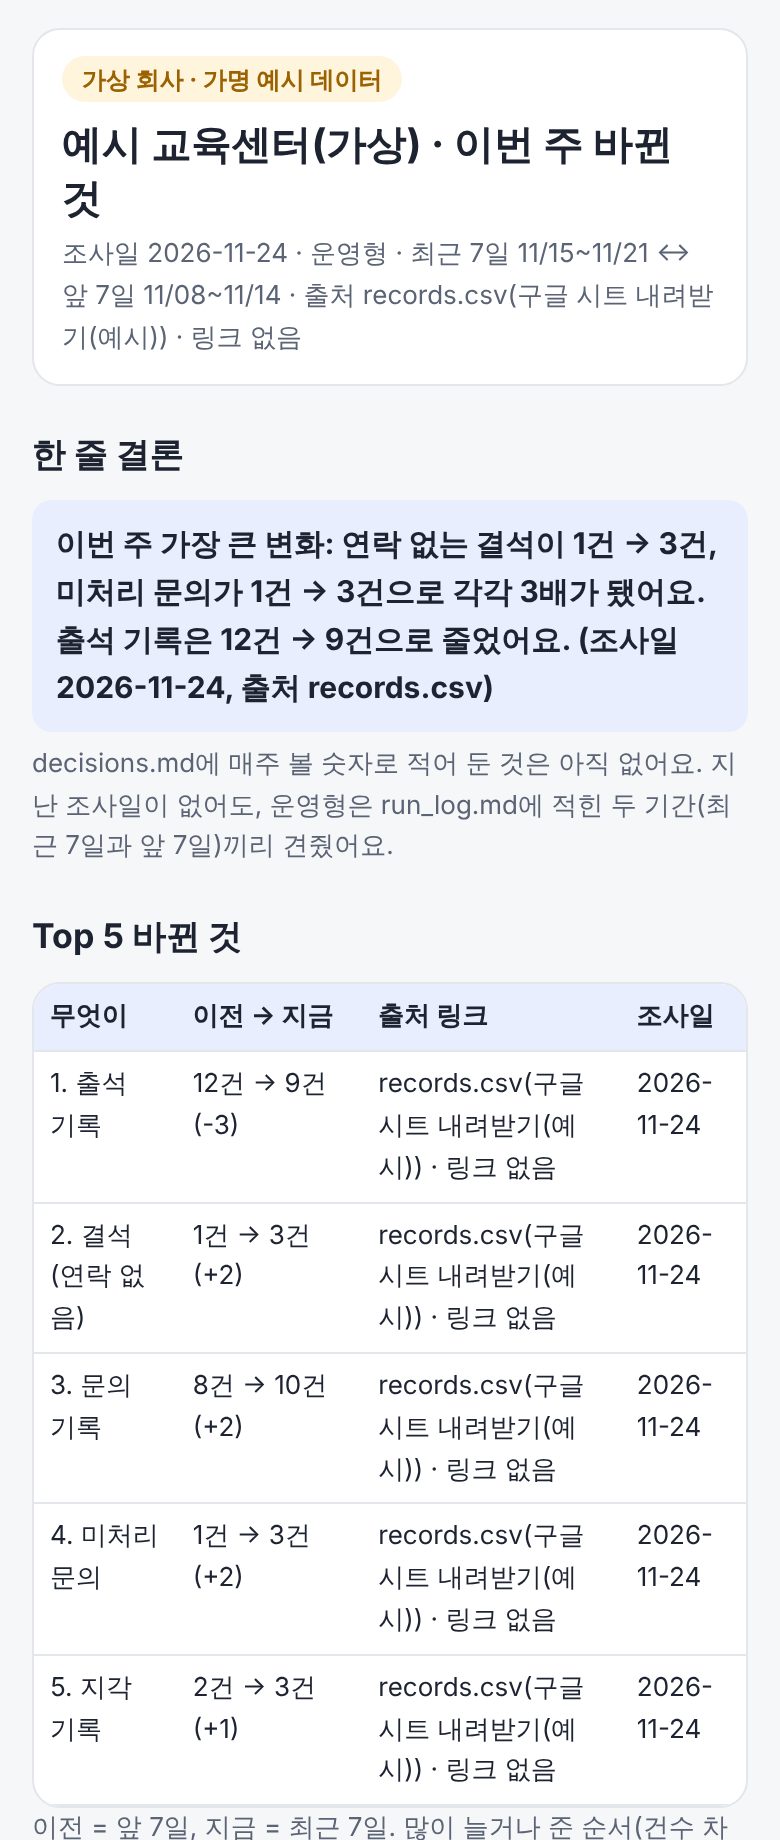 가상 회사 · 가명 예시 데이터
예시 교육센터(가상) · 이번 주 바뀐
것
조사일 2026-11-24 · 운영형 · 최근 7일 11/15~11/21 ↔
앞 7일 11/08~11/14 · 출처 records.csv(구글 시트 내려받
기(예시)) · 링크 없음
한 줄 결론
이번 주 가장 큰 변화: 연락 없는 결석이 1건 → 3건,
미처리 문의가 1건 → 3건으로 각각 3배가 됐어요.
출석 기록은 12건 → 9건으로 줄었어요. (조사일
2026-11-24, 출처 records.csv)
decisions.md에 매주 볼 숫자로 적어 둔 것은 아직 없어요. 지
난 조사일이 없어도, 운영형은 run_log.md에 적힌 두 기간(최
근 7일과 앞 7일)끼리 견줬어요.
Top 5 바뀐 것
무엇이 이전 → 지금 출처 링크 조사일
1. 출석 12건 → 9건 records.csv(구글 2026-
기록 (-3) 시트 내려받기(예 11-24
시)) · 링크 없음
2. 결석 1건 → 3건 records.csv(구글 2026-
(연락 없 (+2) 시트 내려받기(예 11-24
음) 시)) · 링크 없음
3. 문의 8건 → 10건 records.csv(구글 2026-
기록 (+2) 시트 내려받기(예 11-24
시)) · 링크 없음
4. 미처리 1건 → 3건 records.csv(구글 2026-
문의 (+2) 시트 내려받기(예 11-24
시)) · 링크 없음
5. 지각 2건 → 3건 records.csv(구글 2026-
기록 (+1) 시트 내려받기(예 11-24
시)) · 링크 없음
이전 = 앞 7일, 지금 = 최근 7일. 많이 늘거나 준 순서(건수 차